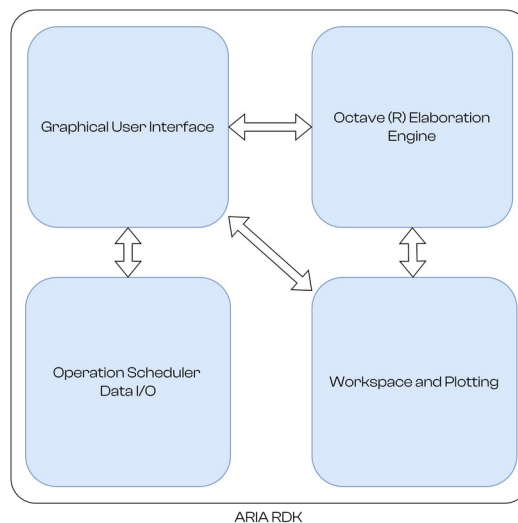 Graphical User Interface
Octave (R) Elaboration
Engine
Operation Scheduler
Data I/O
Workspace and Plotting
ARIA RDK